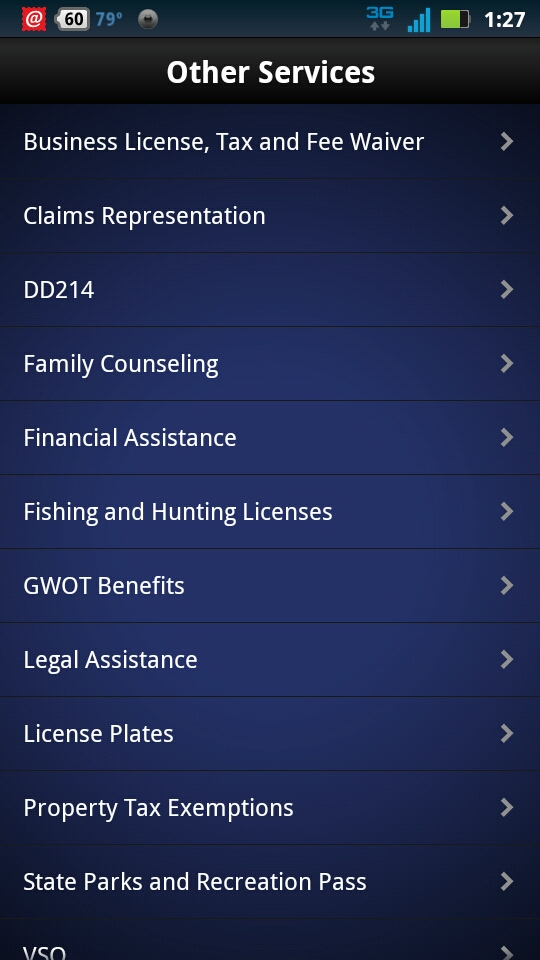 @ 60 79° 3G 1:27
Other Services
Business License, Tax and Fee Waiver
Claims Representation
DD214
Family Counseling
Financial Assistance
Fishing and Hunting Licenses
GWOT Benefits
Legal Assistance
License Plates
Property Tax Exemptions
State Parks and Recreation Pass
VSO